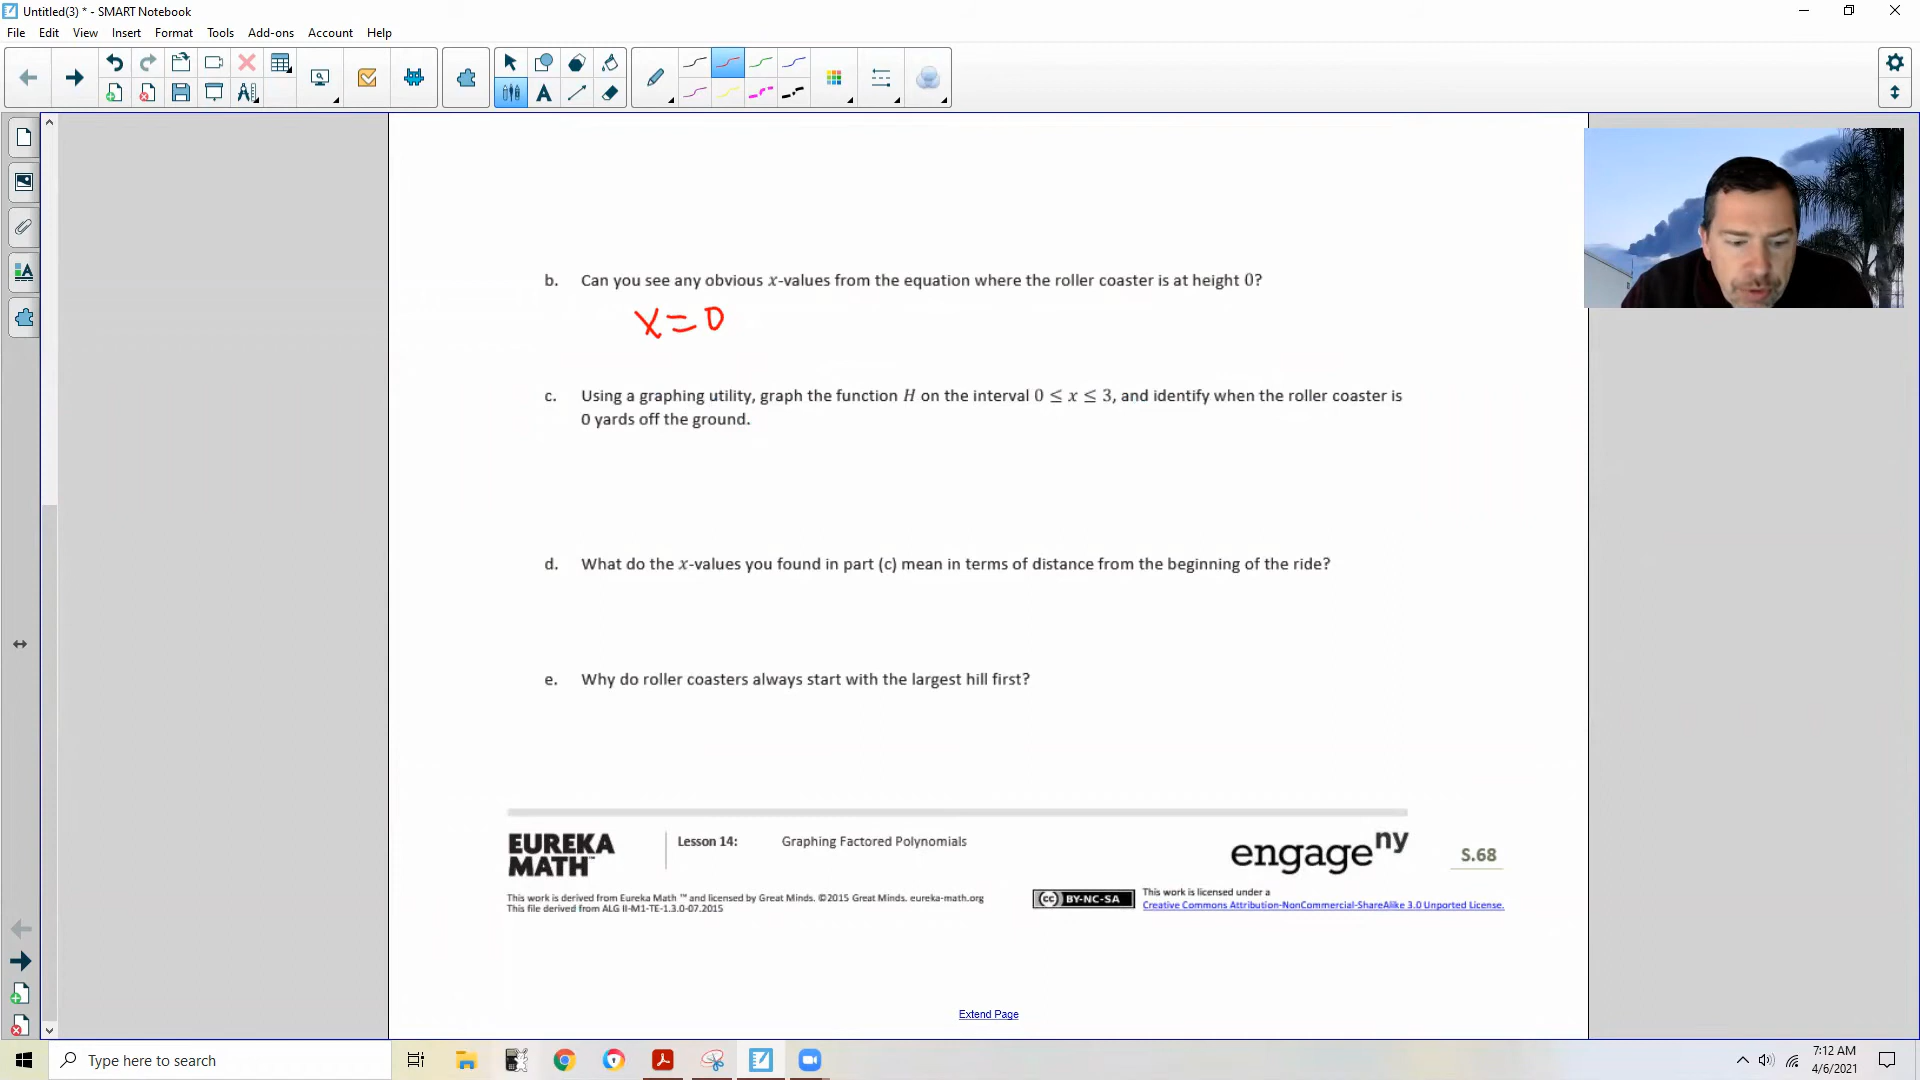 Untitled(3) * - SMART Notebook
File Edit View Insert Format Tools Add-ons Account Help
b. Can you see any obvious x-values from the equation where the roller coaster is at height 0?
x=0
c. Using a graphing utility, graph the function H on the interval 0 ≤ x ≤ 3, and identify when the roller coaster is
0 yards off the ground.
d. What do the x-values you found in part (c) mean in terms of distance from the beginning of the ride?
e. Why do roller coasters always start with the largest hill first?
EUREKA
MATH™
Lesson 14: Graphing Factored Polynomials
engage ny
S.68
This work is derived from Eureka Math ™ and licensed by Great Minds. ©2015 Great Minds. eureka-math.org
This file derived from ALG II-M1-TE-1.3.0-07.2015
cc BY-NC-SA
This work is licensed under a
Creative Commons Attribution-NonCommercial-ShareAlike 3.0 Unported License.
Extend Page
Type here to search
7:12 AM
4/6/2021